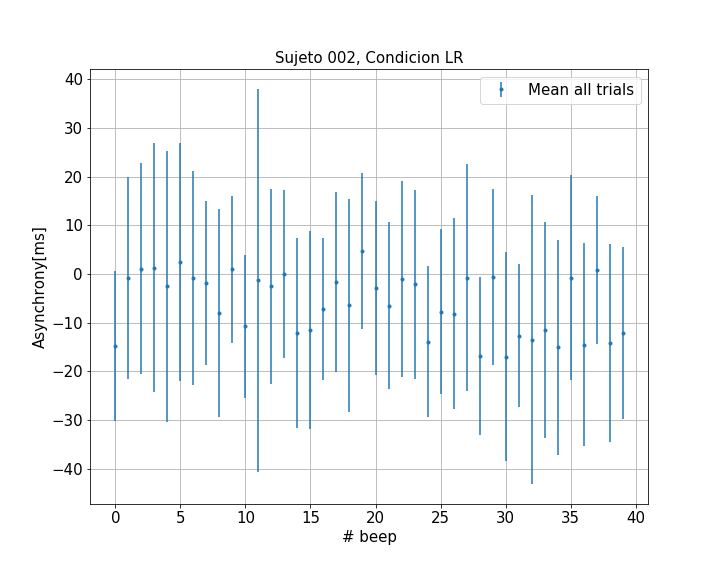 Sujeto 002, Condicion LR
Mean all trials
Asynchrony[ms]
40
30
20
10
0
−10
−20
−30
−40
0 5 10 15 20 25 30 35 40
# beep